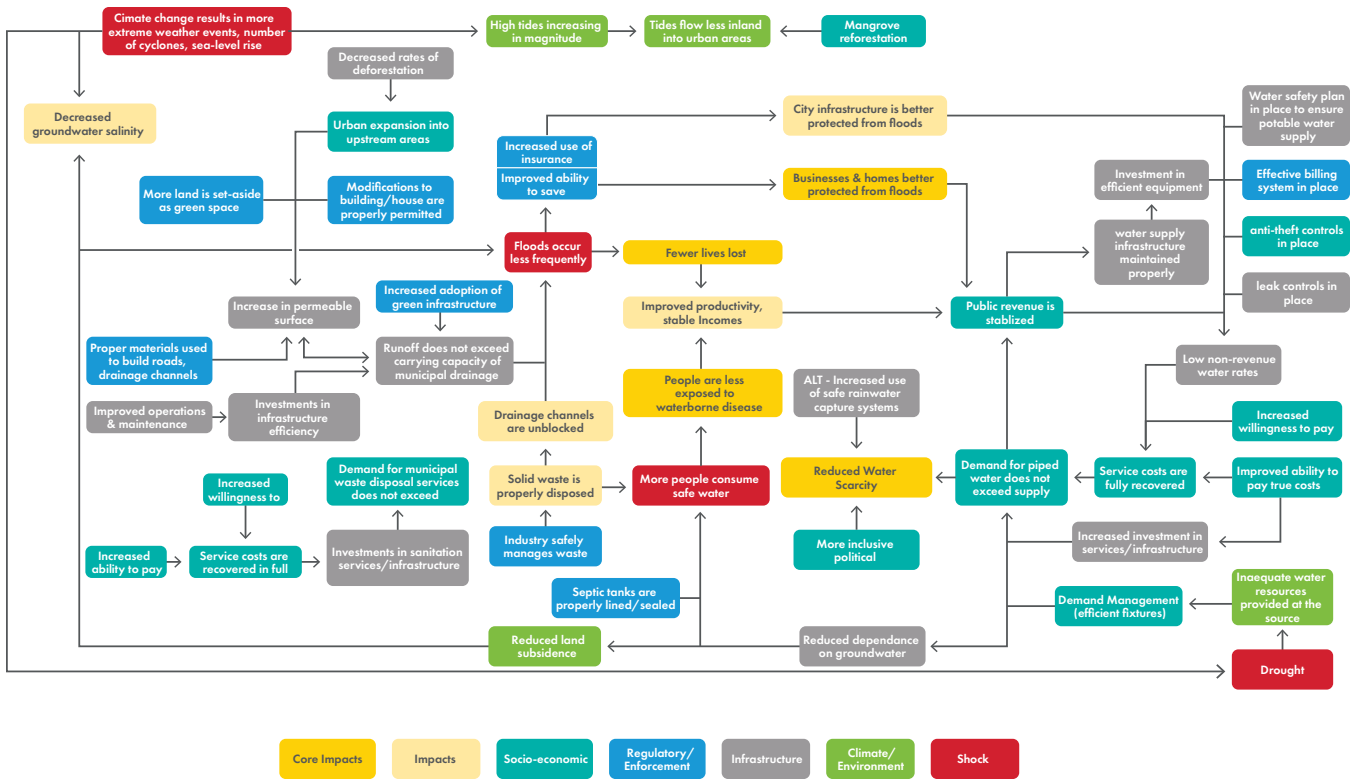 Cimate change results in more
extreme weather events, number
of cyclones, sea-level rise
High tides increasing
in magnitude
Tides flow less inland
into urban areas
Mangrove
reforestation
Decreased rates of
deforestation
Decreased
groundwater salinity
Urban expansion into
upstream areas
City infrastructure is better
protected from floods
Water safety plan
in place to ensure
potable water
supply
Increased use of
insurance
Improved ability
to save
More land is set-aside
as green space
Modifications to
building/house are
properly permitted
Businesses & homes better
protected from floods
Investment in
efficient equipment
Effective billing
system in place
Floods occur
less frequently
Fewer lives lost
water supply
infrastructure
maintained
properly
anti-theft controls
in place
Increase in permeable
surface
Increased adoption of
green infrastructure
Improved productivity,
stable Incomes
Public revenue is
stablized
leak controls in
place
Proper materials used
to build roads,
drainage channels
Runoff does not exceed
carrying capacity of
municipal drainage
Low non-revenue
water rates
Improved operations
& maintenance
Investments in
infrastructure
efficiency
Drainage channels
are unblocked
People are less
exposed to
waterborne disease
ALT - Increased use
of safe rainwater
capture systems
Increased
willingness to pay
Increased
willingness to
Demand for municipal
waste disposal services
does not exceed
Solid waste is
properly disposed
More people consume
safe water
Reduced Water
Scarcity
Demand for piped
water does not
exceed supply
Service costs are
fully recovered
Improved ability to
pay true costs
Increased
ability to pay
Service costs are
recovered in full
Investments in sanitation
services/infrastructure
Industry safely
manages waste
More inclusive
political
Increased investment in
services/infrastructure
Septic tanks are
properly lined/sealed
Demand Management
(efficient fixtures)
Inaequate water
resources
provided at the
source
Reduced land
subsidence
Reduced dependance
on groundwater
Drought
Core Impacts
Impacts
Socio-economic
Regulatory/
Enforcement
Infrastructure
Climate/
Environment
Shock